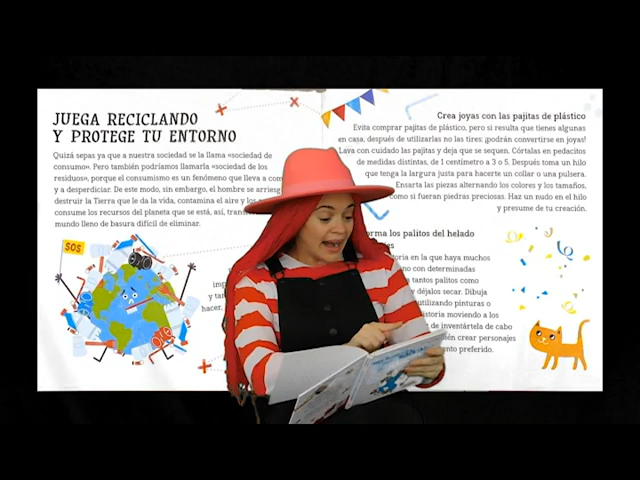 JUEGA RECICLANDO
Y PROTEGE TU ENTORNO
Quizá sepas ya que a nuestra sociedad se la llama «sociedad de
consumo». Pero también podríamos llamarla «sociedad de los
residuos», porque el consumismo es un fenómeno que lleva a
y a desperdiciar. De este modo, sin embargo, el hombre se
destruir la Tierra que le da la vida, contamina el aire y los
consume los recursos del planeta que se está, así,
mundo lleno de basura difícil de eliminar.
SOS
hacer,
Crea joyas con las pajitas de plástico
Evita comprar pajitas de plástico, pero si resulta que tienes algunas
en casa, después de utilizarlas no las tires: ¡podrán convertirse en joyas!
Lava con cuidado las pajitas y deja que se sequen. Córtalas en pedacitos
de medidas distintas, de 1 centímetro a 3 o 5. Después toma un hilo
que tenga la largura justa para hacerte un collar o una pulsera.
Ensarta las piezas alternando los colores y los tamaños,
como si fueran piedras preciosas. Haz un nudo en el hilo
y presume de tu creación.
los palitos del helado
en la que haya muchos
con determinadas
tantos palitos como
y déjalos secar. Dibuja
utilizando pinturas o
historia moviendo a los
de inventártela de cabo
crear personajes
preferido.